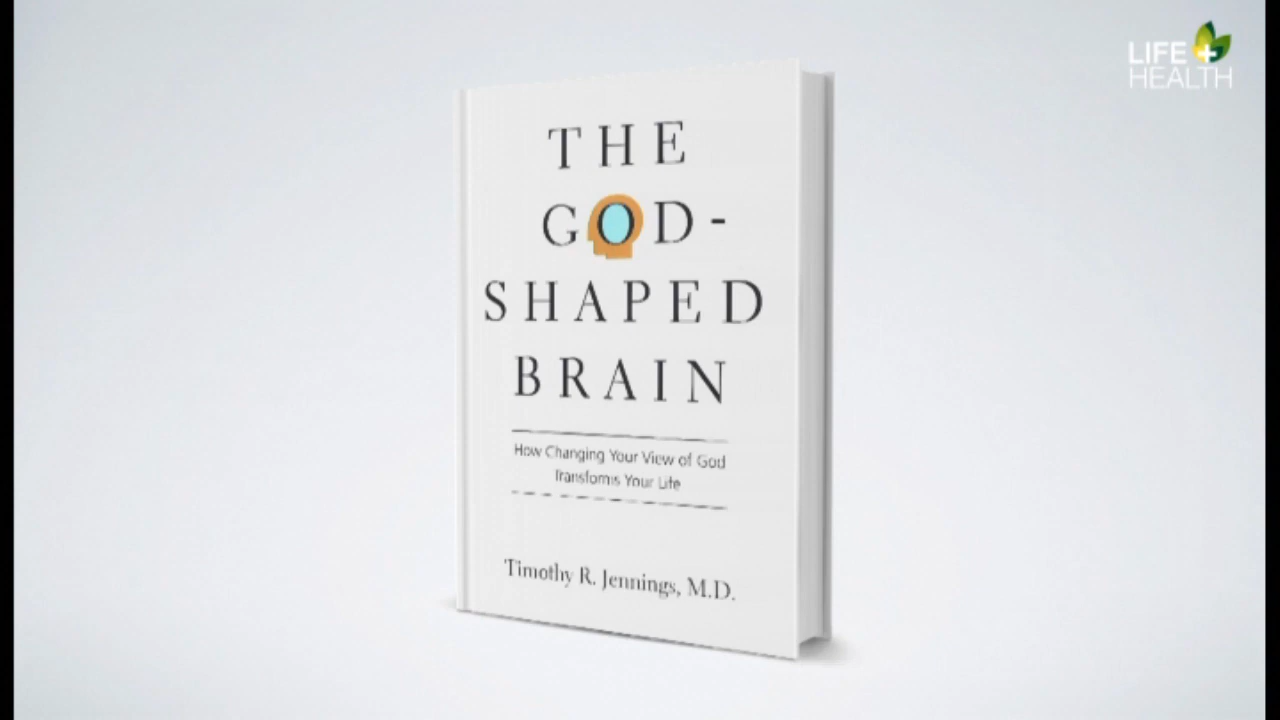 LIFE +
HEALTH
THE
GOD-
SHAPED
BRAIN
How Changing Your View of God
Transforms Your Life
Timothy R. Jennings, M.D.